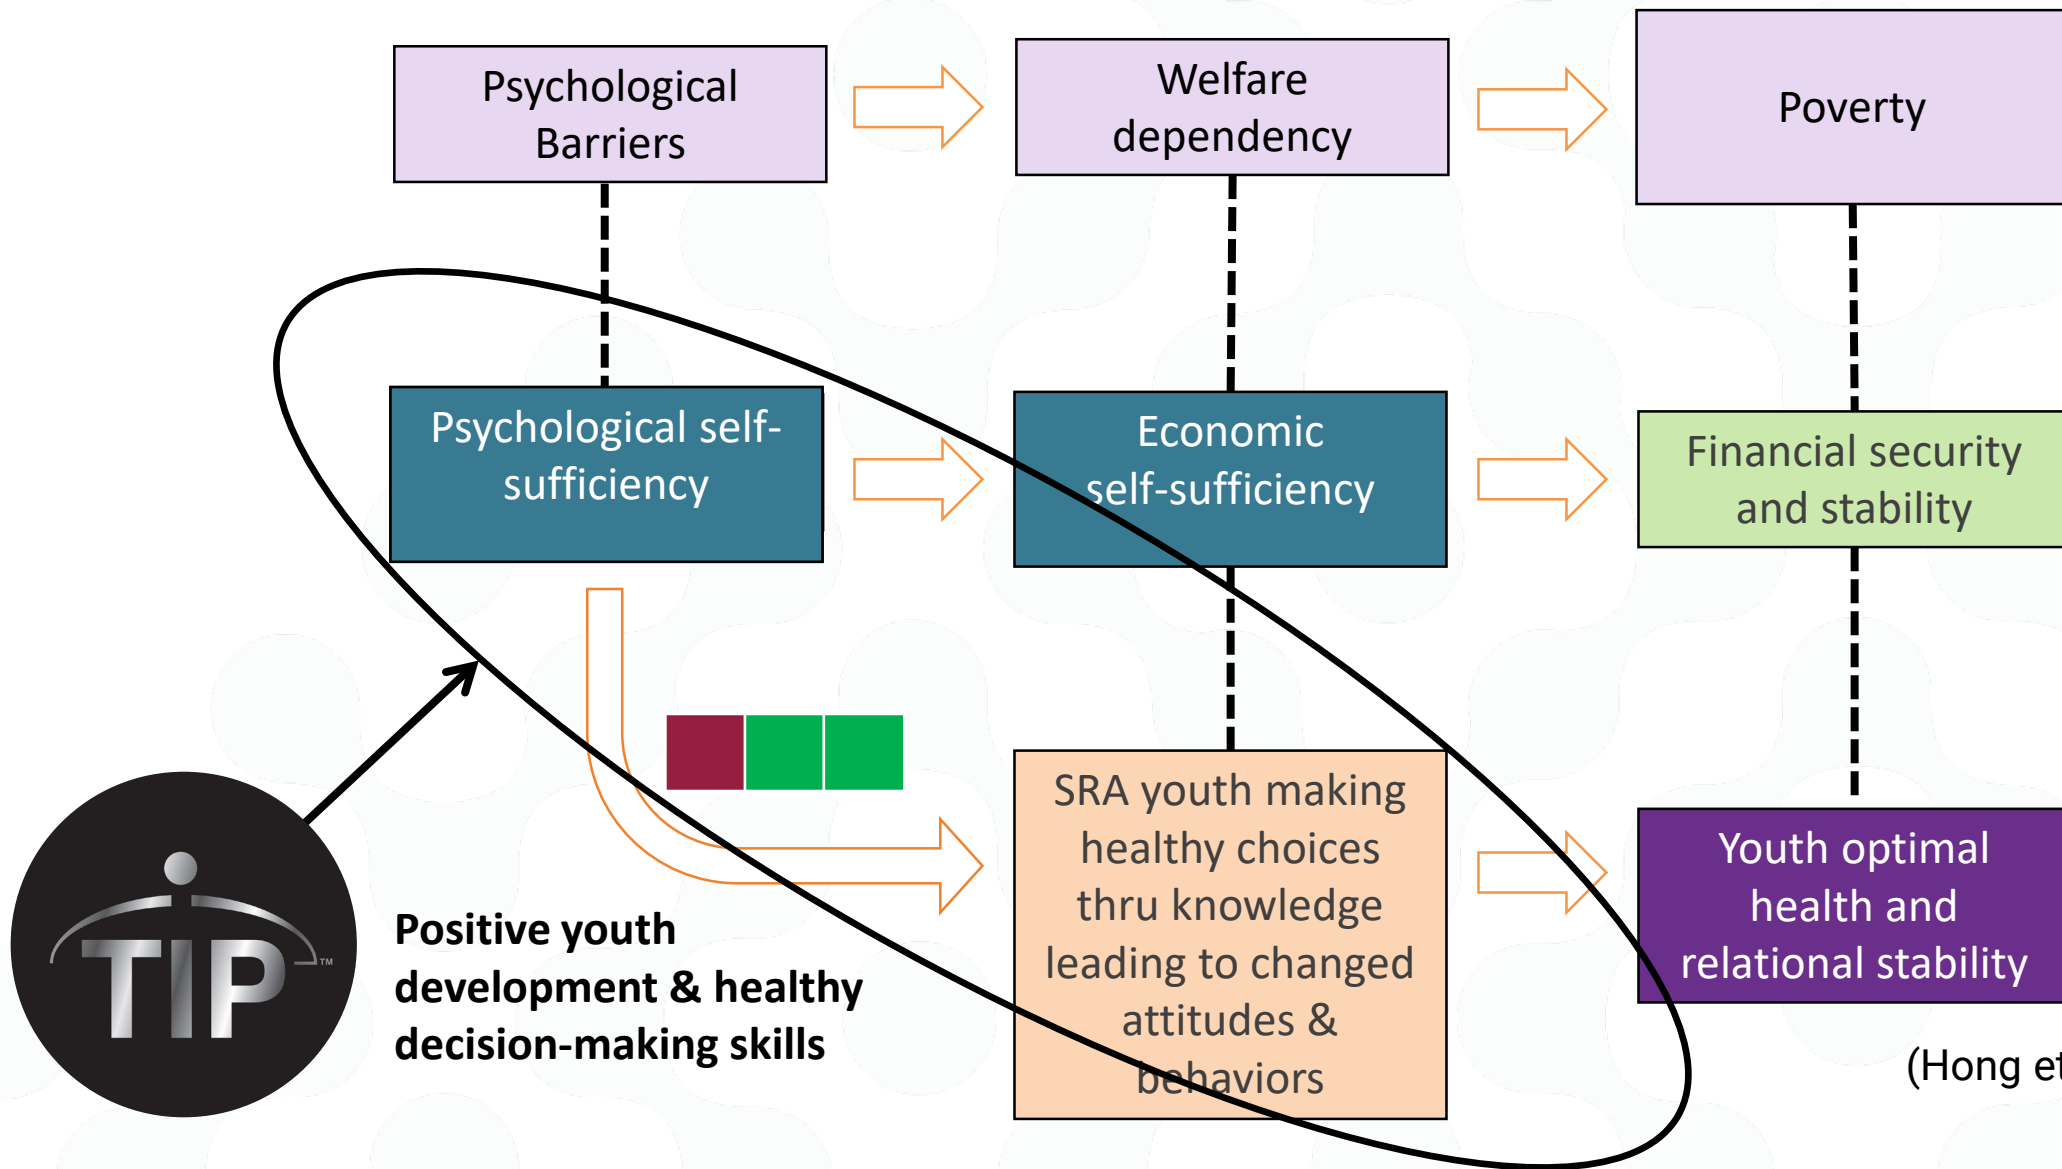 Psychological
Barriers
Welfare
dependency
Poverty
Psychological self-
sufficiency
Economic
self-sufficiency
Financial security
and stability
SRA youth making
healthy choices
thru knowledge
leading to changed
attitudes &
behaviors
Youth optimal
health and
relational stability
TIP™
Positive youth
development & healthy
decision-making skills
(Hong et